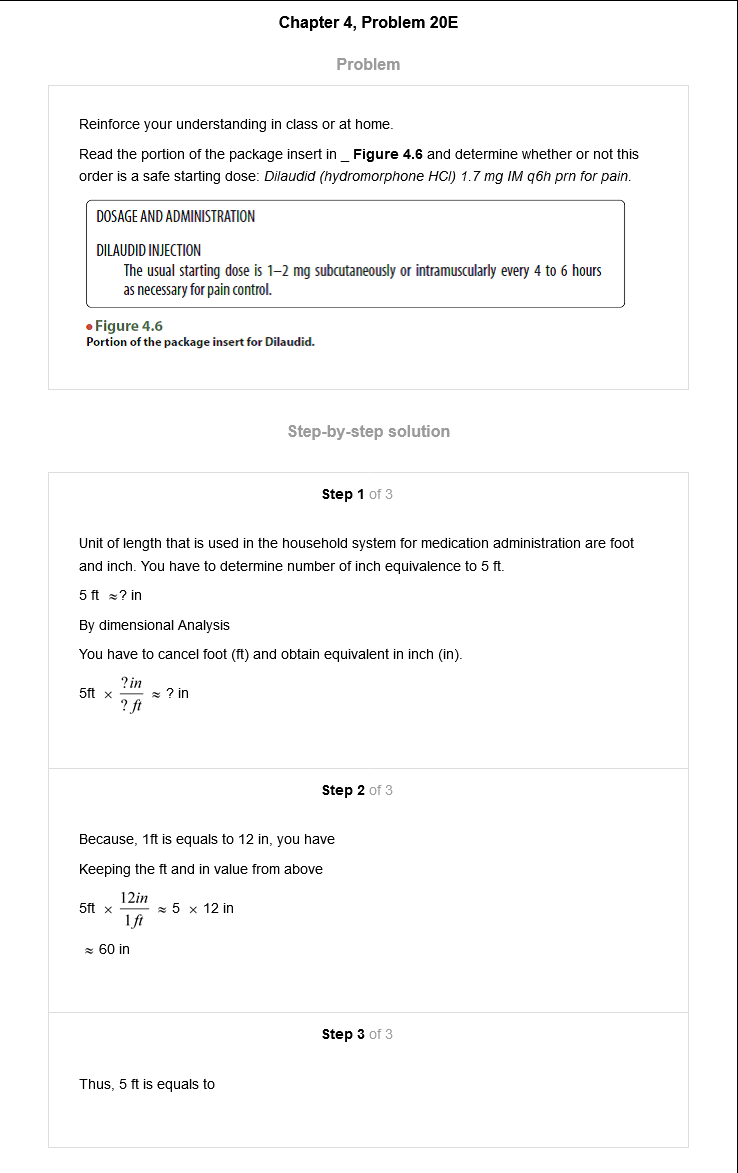 Chapter 4, Problem 20E
Problem
Reinforce your understanding in class or at home.
Read the portion of the package insert in _ Figure 4.6 and determine whether or not this
order is a safe starting dose: Dilaudid (hydromorphone HCl) 1.7 mg IM q6h prn for pain.
DOSAGE AND ADMINISTRATION
DILAUDID INJECTION
The usual starting dose is 1–2 mg subcutaneously or intramuscularly every 4 to 6 hours
as necessary for pain control.
• Figure 4.6
Portion of the package insert for Dilaudid.
Step-by-step solution
Step 1 of 3
Unit of length that is used in the household system for medication administration are foot
and inch. You have to determine number of inch equivalence to 5 ft.
5 ft ≈? in
By dimensional Analysis
You have to cancel foot (ft) and obtain equivalent in inch (in).
5ft × ? in / ? ft ≈ ? in
Step 2 of 3
Because, 1ft is equals to 12 in, you have
Keeping the ft and in value from above
5ft × 12in / 1ft ≈ 5 × 12 in
≈ 60 in
Step 3 of 3
Thus, 5 ft is equals to